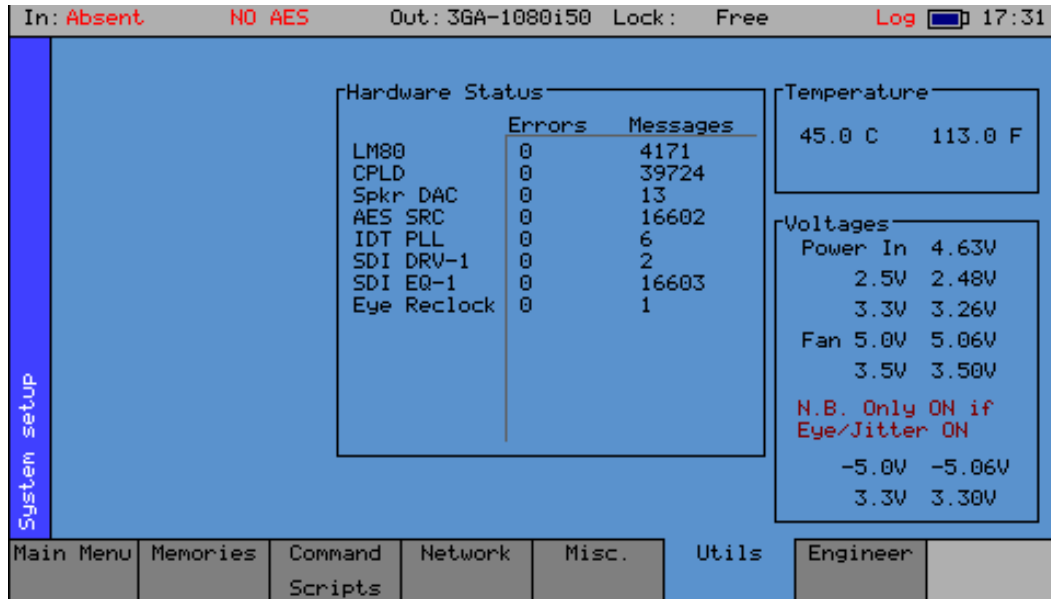 In: Absent NO AES Out: 3GA-1080i50 Lock: Free Log 17:31
System setup
Hardware Status
Errors Messages
LM80 0 4171
CPLD 0 39724
Spkr DAC 0 13
AES SRC 0 16602
IDT PLL 0 6
SDI DRV-1 0 2
SDI EQ-1 0 16603
Eye Reclock 0 1
Temperature
45.0 C 113.0 F
Voltages
Power In 4.63V
2.5V 2.48V
3.3V 3.26V
Fan 5.0V 5.06V
3.5V 3.50V
N.B. Only ON if
Eye/Jitter ON
-5.0V -5.06V
3.3V 3.30V
Main Menu Memories Command Network Misc. Utils Engineer
Scripts